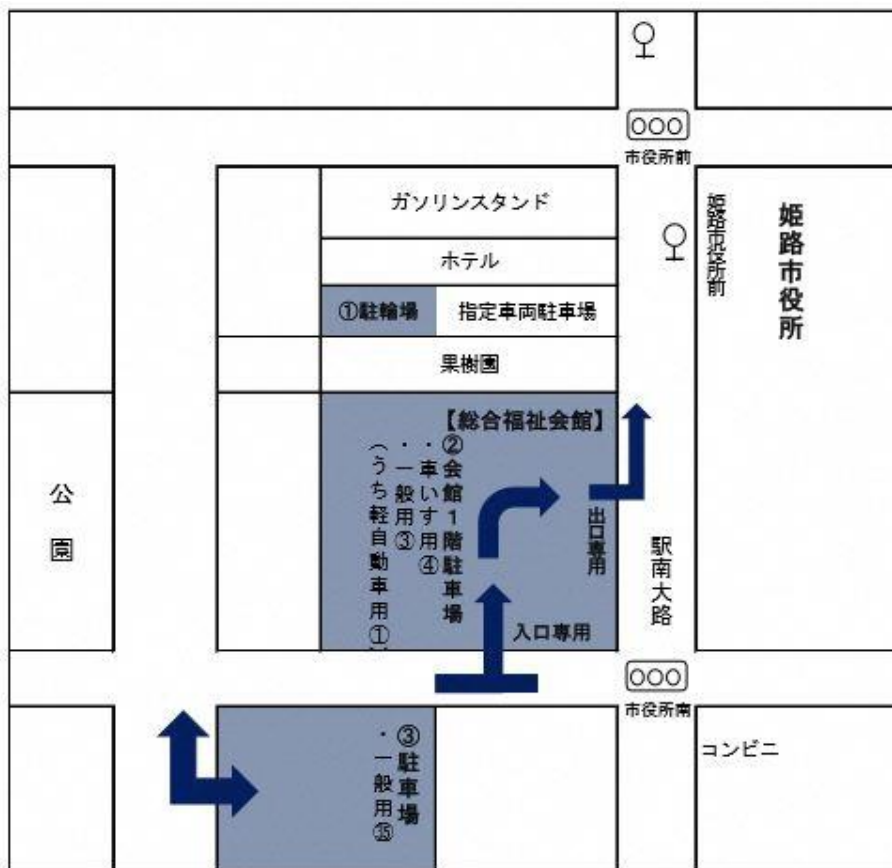 市役所前
ガソリンスタンド
ホテル
①駐輪場
指定車両駐車場
果樹園
姫路市役所前
姫路市役所
【総合福祉会館】
②会館1階駐車場
・車いす用④
・一般用③
（うち軽自動車用①）
出口専用
入口専用
駅南大路
公園
市役所南
コンビニ
③駐車場
・一般用⑮